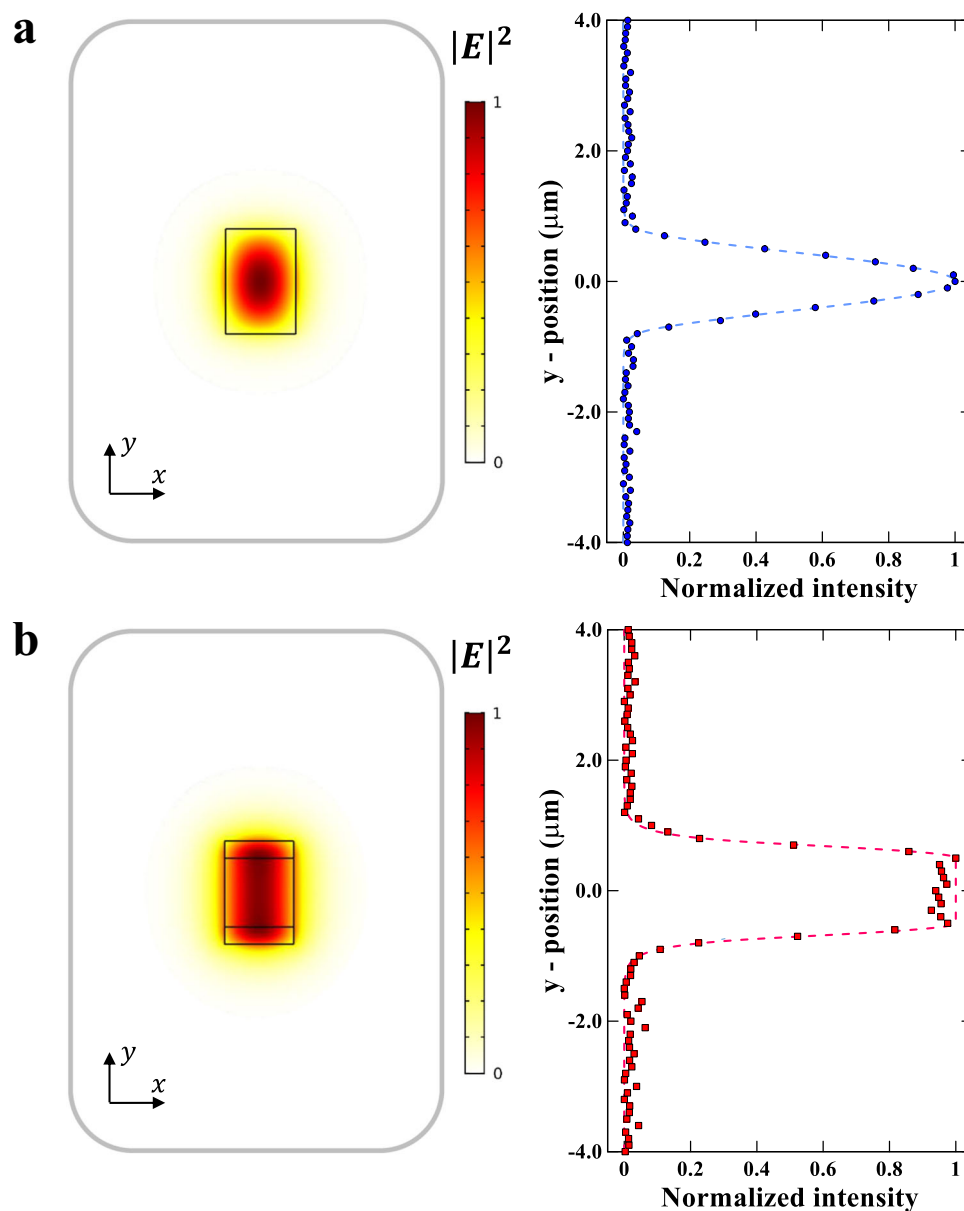 a
|E|²
1
0
y
x
4.0
2.0
0.0
-2.0
-4.0
y - position (μm)
0 0.2 0.4 0.6 0.8 1
Normalized intensity
b
|E|²
1
0
y
x
4.0
2.0
0.0
-2.0
-4.0
y - position (μm)
0 0.2 0.4 0.6 0.8 1
Normalized intensity